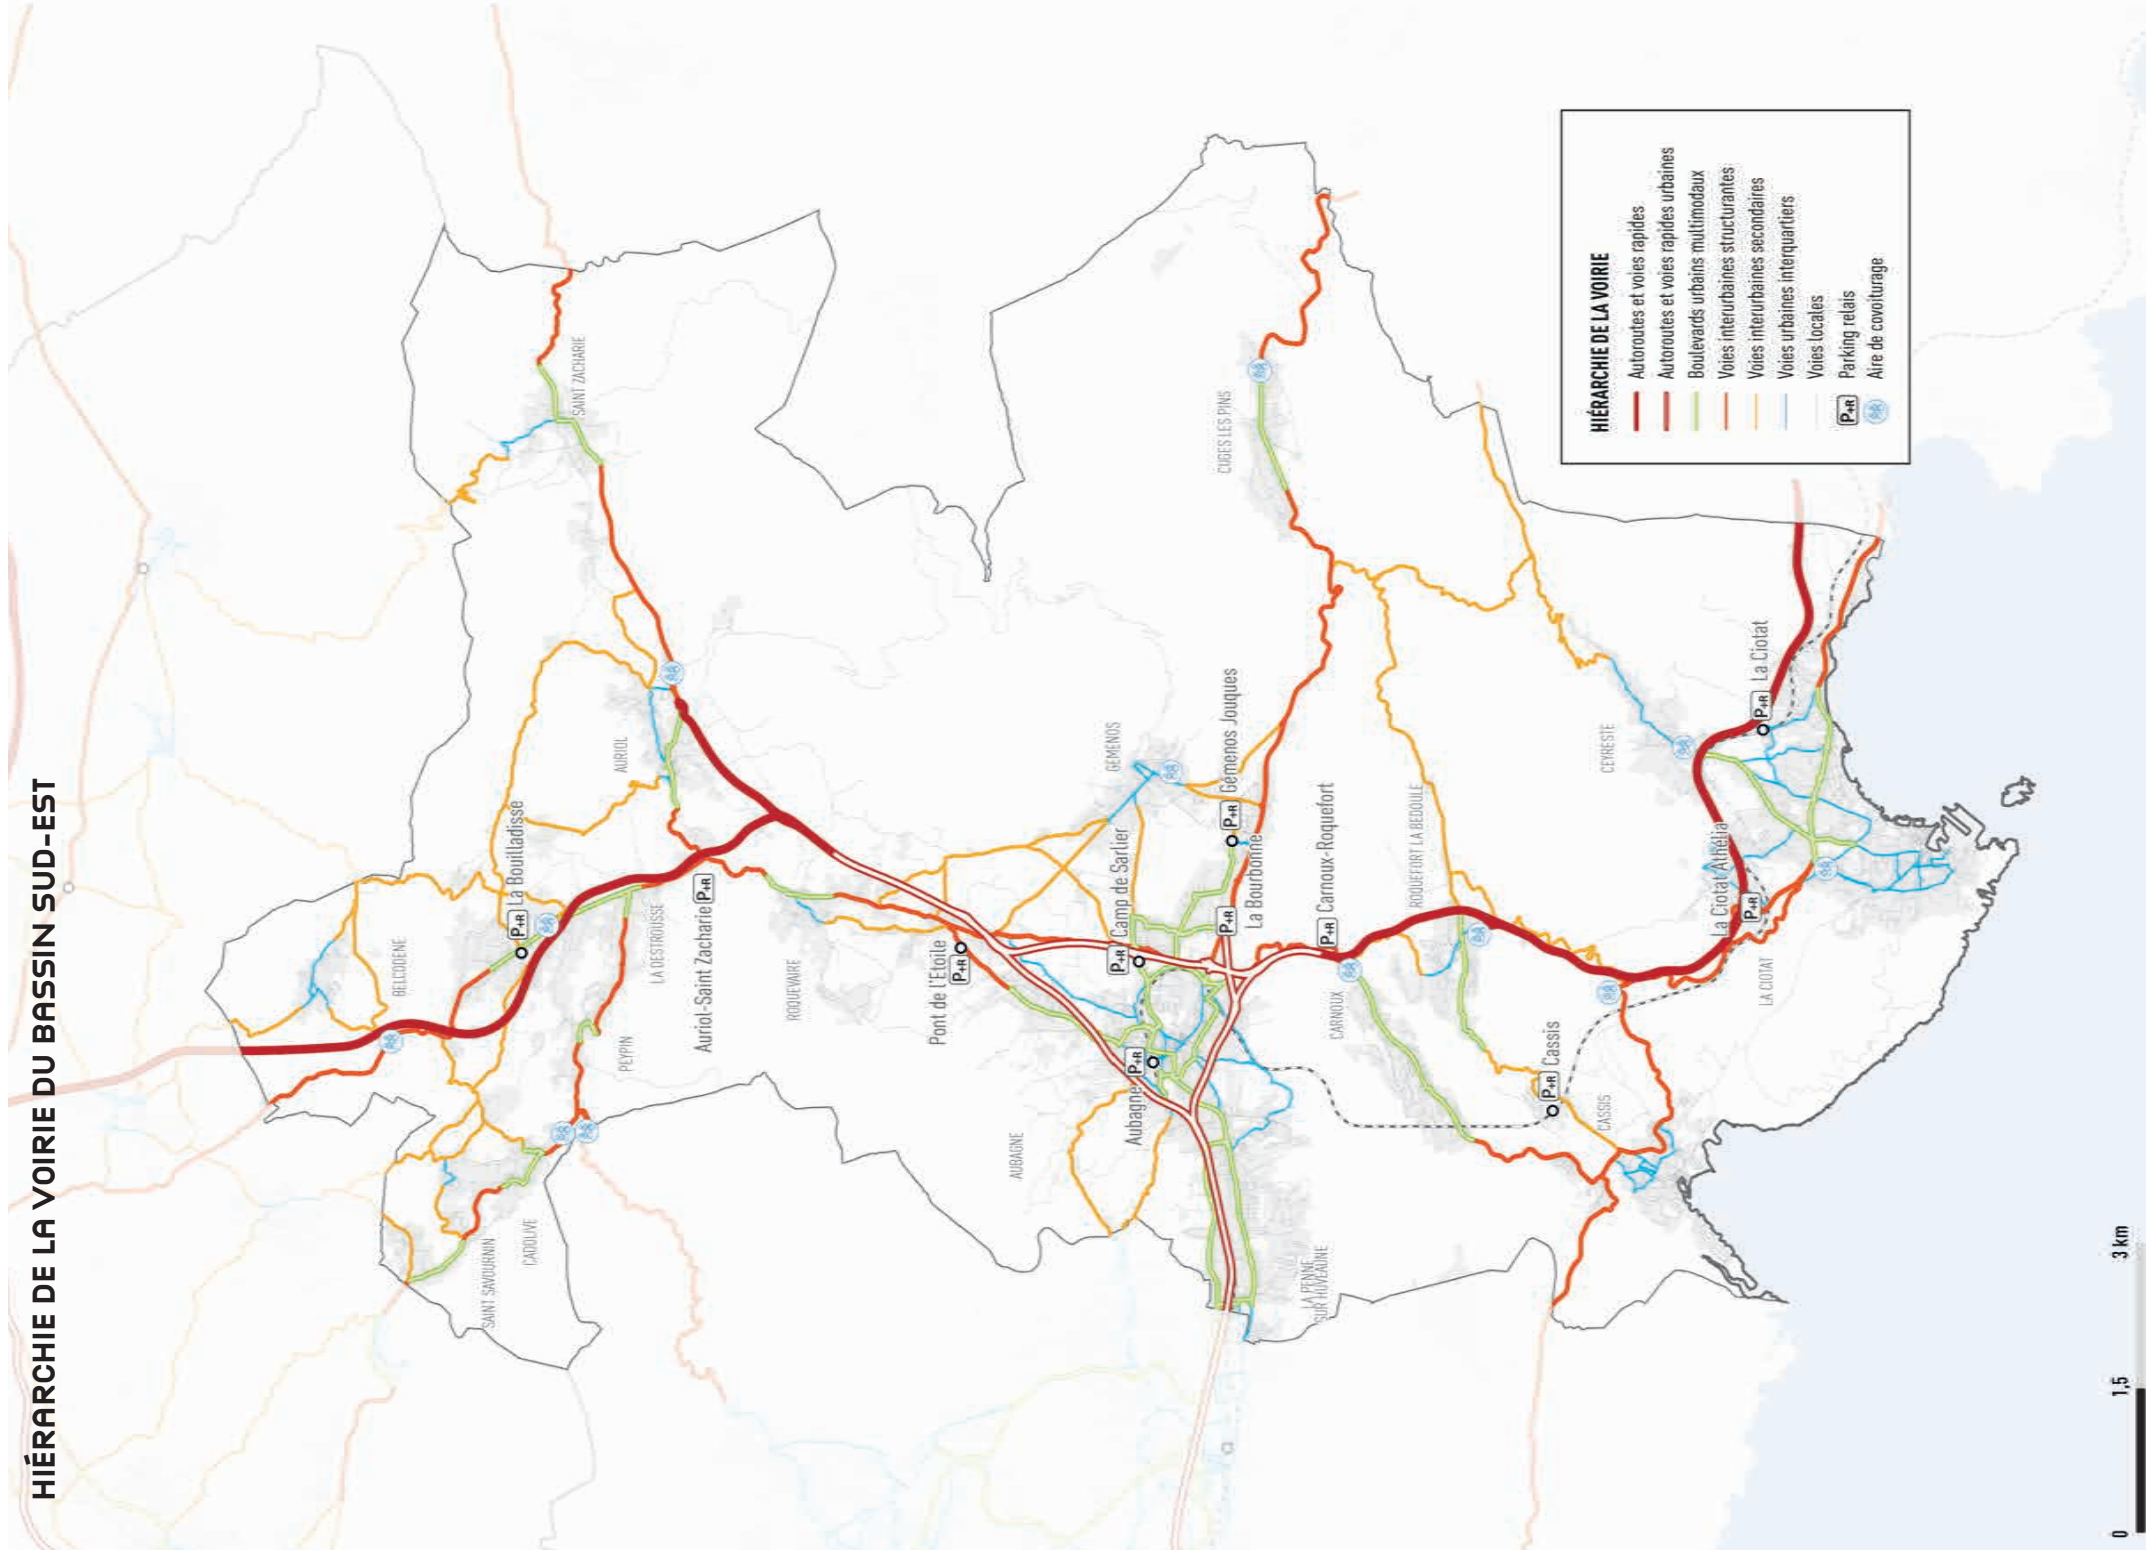 HIÉRARCHIE DE LA VOIRIE DU BASSIN SUD-EST
SAINT SAVOURNIN
CADOLIVE
BELCODENE
P+R La Bouilladisse
PEYPIN
LA DESTROUSSE
AURIOL
SAINT ZACHARIE
Auriol-Saint Zacharie P+R
ROQUEVAIRE
Pont de l'Etoile
P+R
AUBAGNE
Aubagne P+R
P+R Camp de Sarlier
GEMENOS
P+R Gémenos Jouques
P+R
La Bourbonne
CUGES LES PINS
LA PENNE
SUR HUVEAUNE
CARNOUX
P+R Carnoux-Roquefort
ROQUEFORT LA BEDOULE
P+R Cassis
CASSIS
CEYRESTE
La Ciotat Athélia
P+R
P+R La Ciotat
LA CIOTAT
HIÉRARCHIE DE LA VOIRIE
Autoroutes et voies rapides
Autoroutes et voies rapides urbaines
Boulevards urbains multimodaux
Voies interurbaines structurantes
Voies interurbaines secondaires
Voies urbaines interquartiers
Voies locales
P+R Parking relais
Aire de covoiturage
0 1,5 3 km